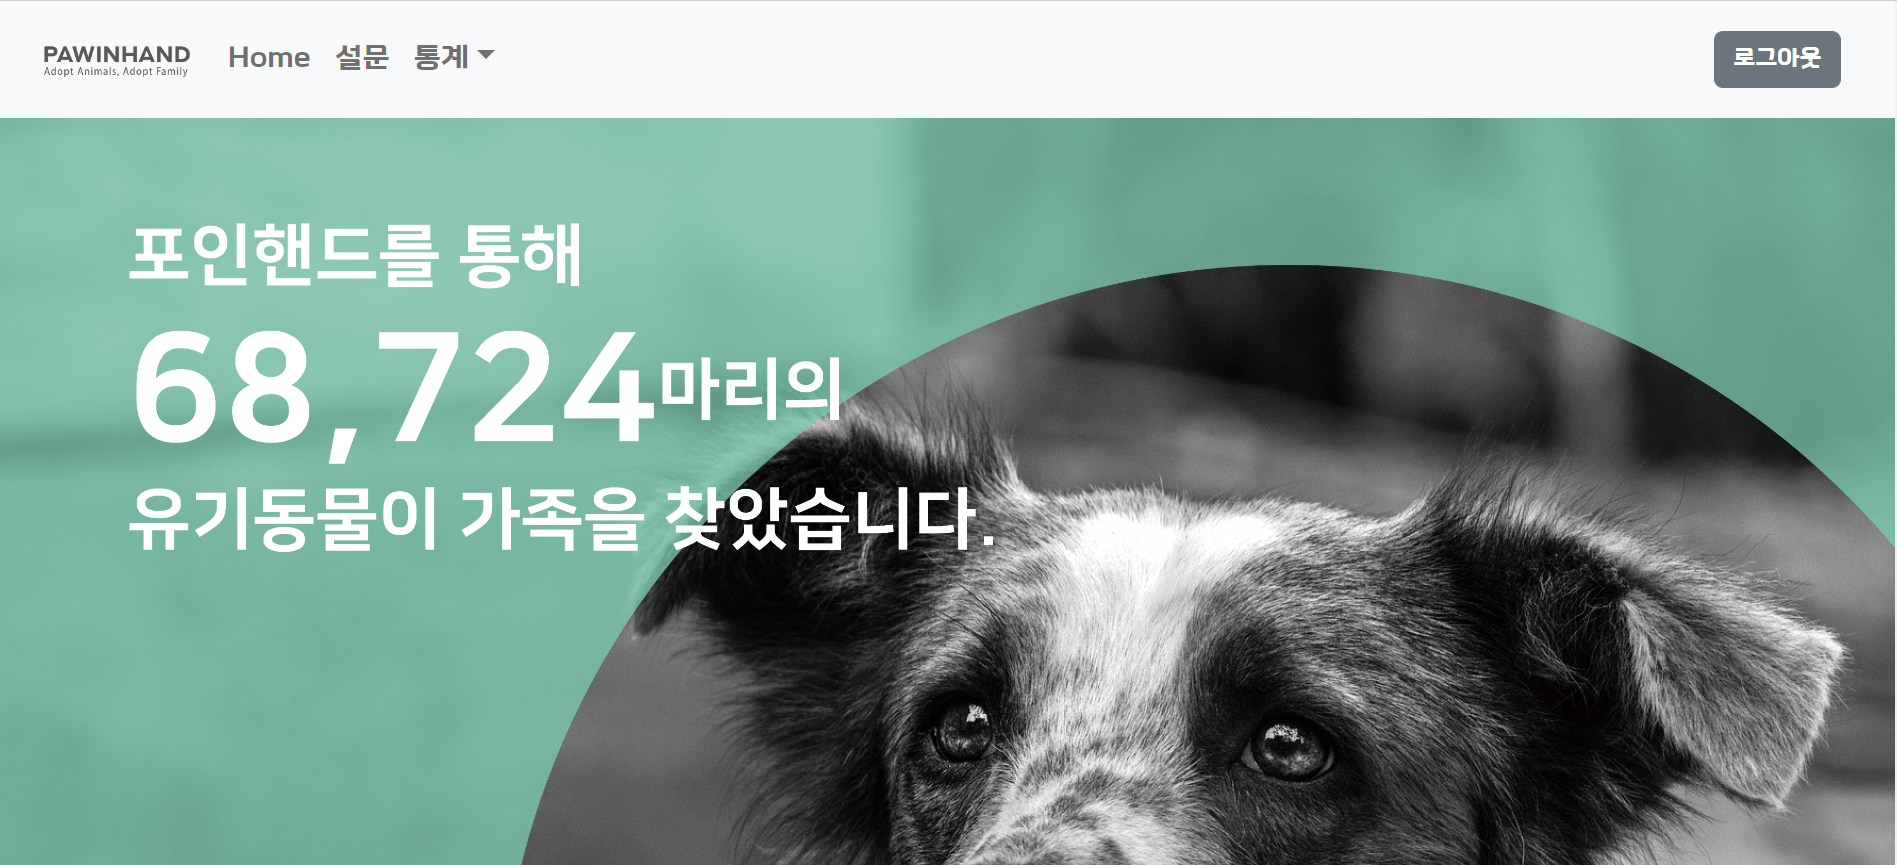 PAWINHAND
Adopt Animals, Adopt Family
Home 설문 통계
로그아웃
포인핸드를 통해
68,724마리의
유기동물이 가족을 찾았습니다.